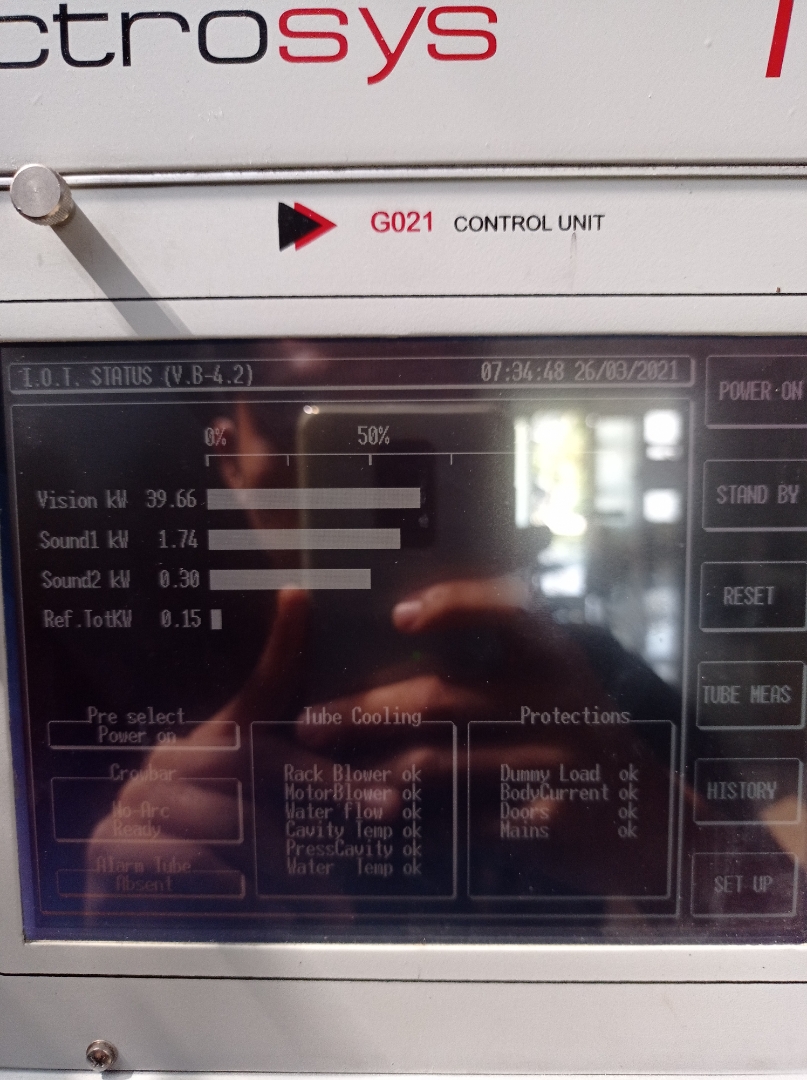 ctrosys
G021 CONTROL UNIT
I.O.T. STATUS (V.B-4.2) 07:34:48 26/03/2021
0% 50%
Vision kW 39.66
Sound1 kW 1.74
Sound2 kW 0.30
Ref.TotKW 0.15
Pre select
Power on
Crowbar
No-Arc
Ready
Alarm Tube
Absent
Tube Cooling
Rack Blower ok
MotorBlower ok
Water flow ok
Cavity Temp ok
PressCavity ok
Water Temp ok
Protections
Dummy Load ok
BodyCurrent ok
Doors ok
Mains ok
POWER ON
STAND BY
RESET
TUBE MEAS
HISTORY
SET UP